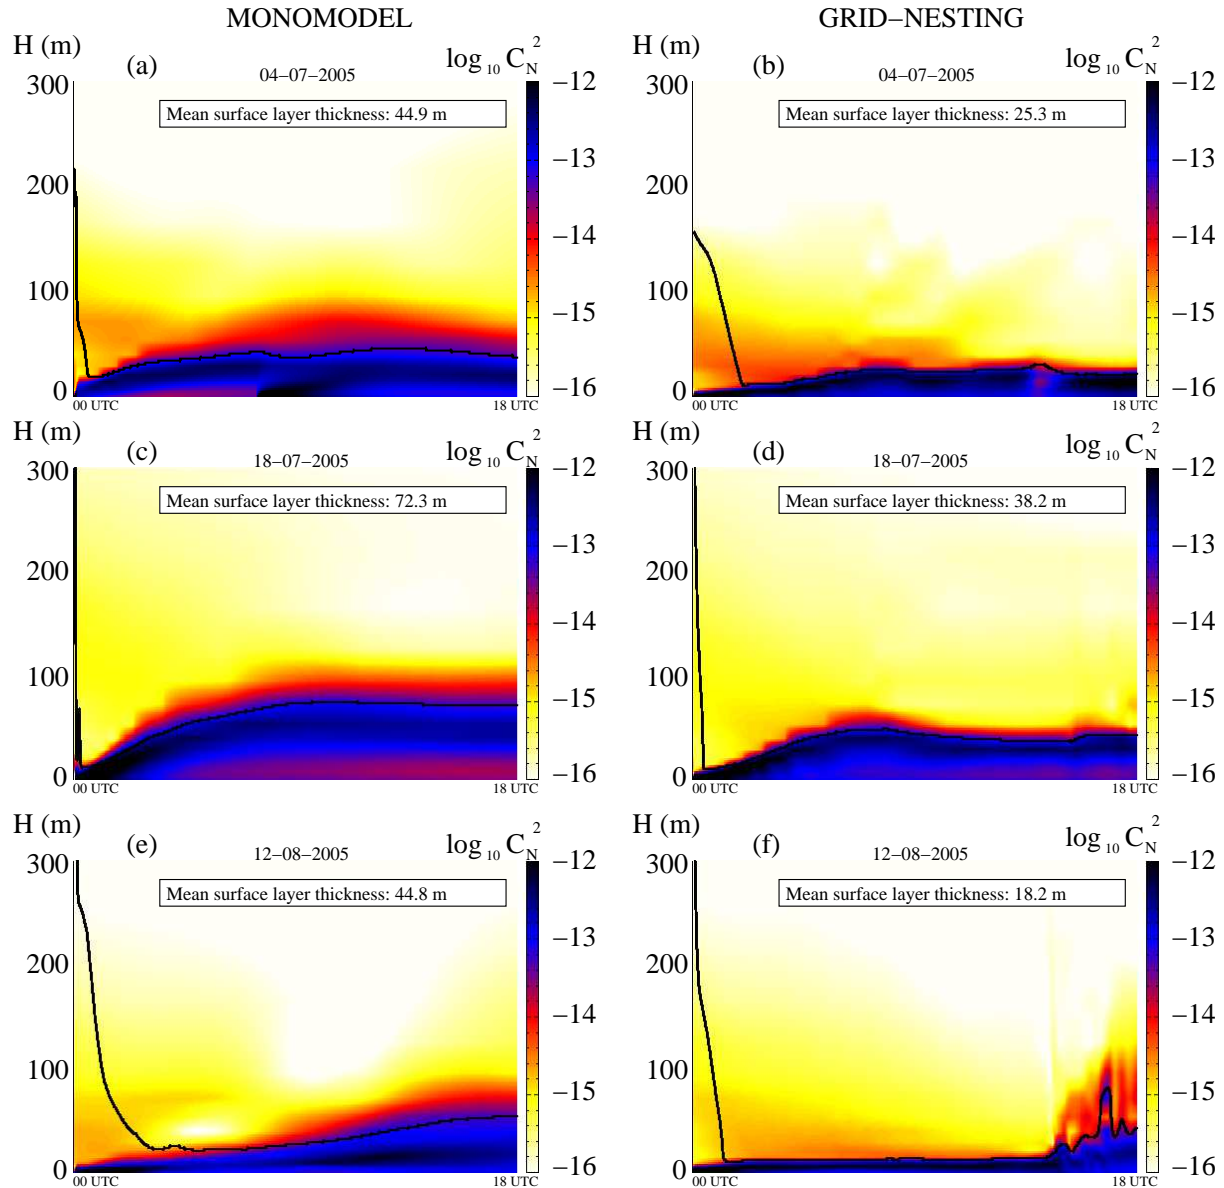 MONOMODEL
GRID−NESTING
H (m)
(a)
04−07−2005
log 10 C N 2
Mean surface layer thickness: 44.9 m
300
200
100
0
00 UTC
18 UTC
−12
−13
−14
−15
−16
H (m)
(b)
04−07−2005
log 10 C N 2
Mean surface layer thickness: 25.3 m
300
200
100
0
00 UTC
18 UTC
−12
−13
−14
−15
−16
H (m)
(c)
18−07−2005
log 10 C N 2
Mean surface layer thickness: 72.3 m
300
200
100
0
00 UTC
18 UTC
−12
−13
−14
−15
−16
H (m)
(d)
18−07−2005
log 10 C N 2
Mean surface layer thickness: 38.2 m
300
200
100
0
00 UTC
18 UTC
−12
−13
−14
−15
−16
H (m)
(e)
12−08−2005
log 10 C N 2
Mean surface layer thickness: 44.8 m
300
200
100
0
00 UTC
18 UTC
−12
−13
−14
−15
−16
H (m)
(f)
12−08−2005
log 10 C N 2
Mean surface layer thickness: 18.2 m
300
200
100
0
00 UTC
18 UTC
−12
−13
−14
−15
−16